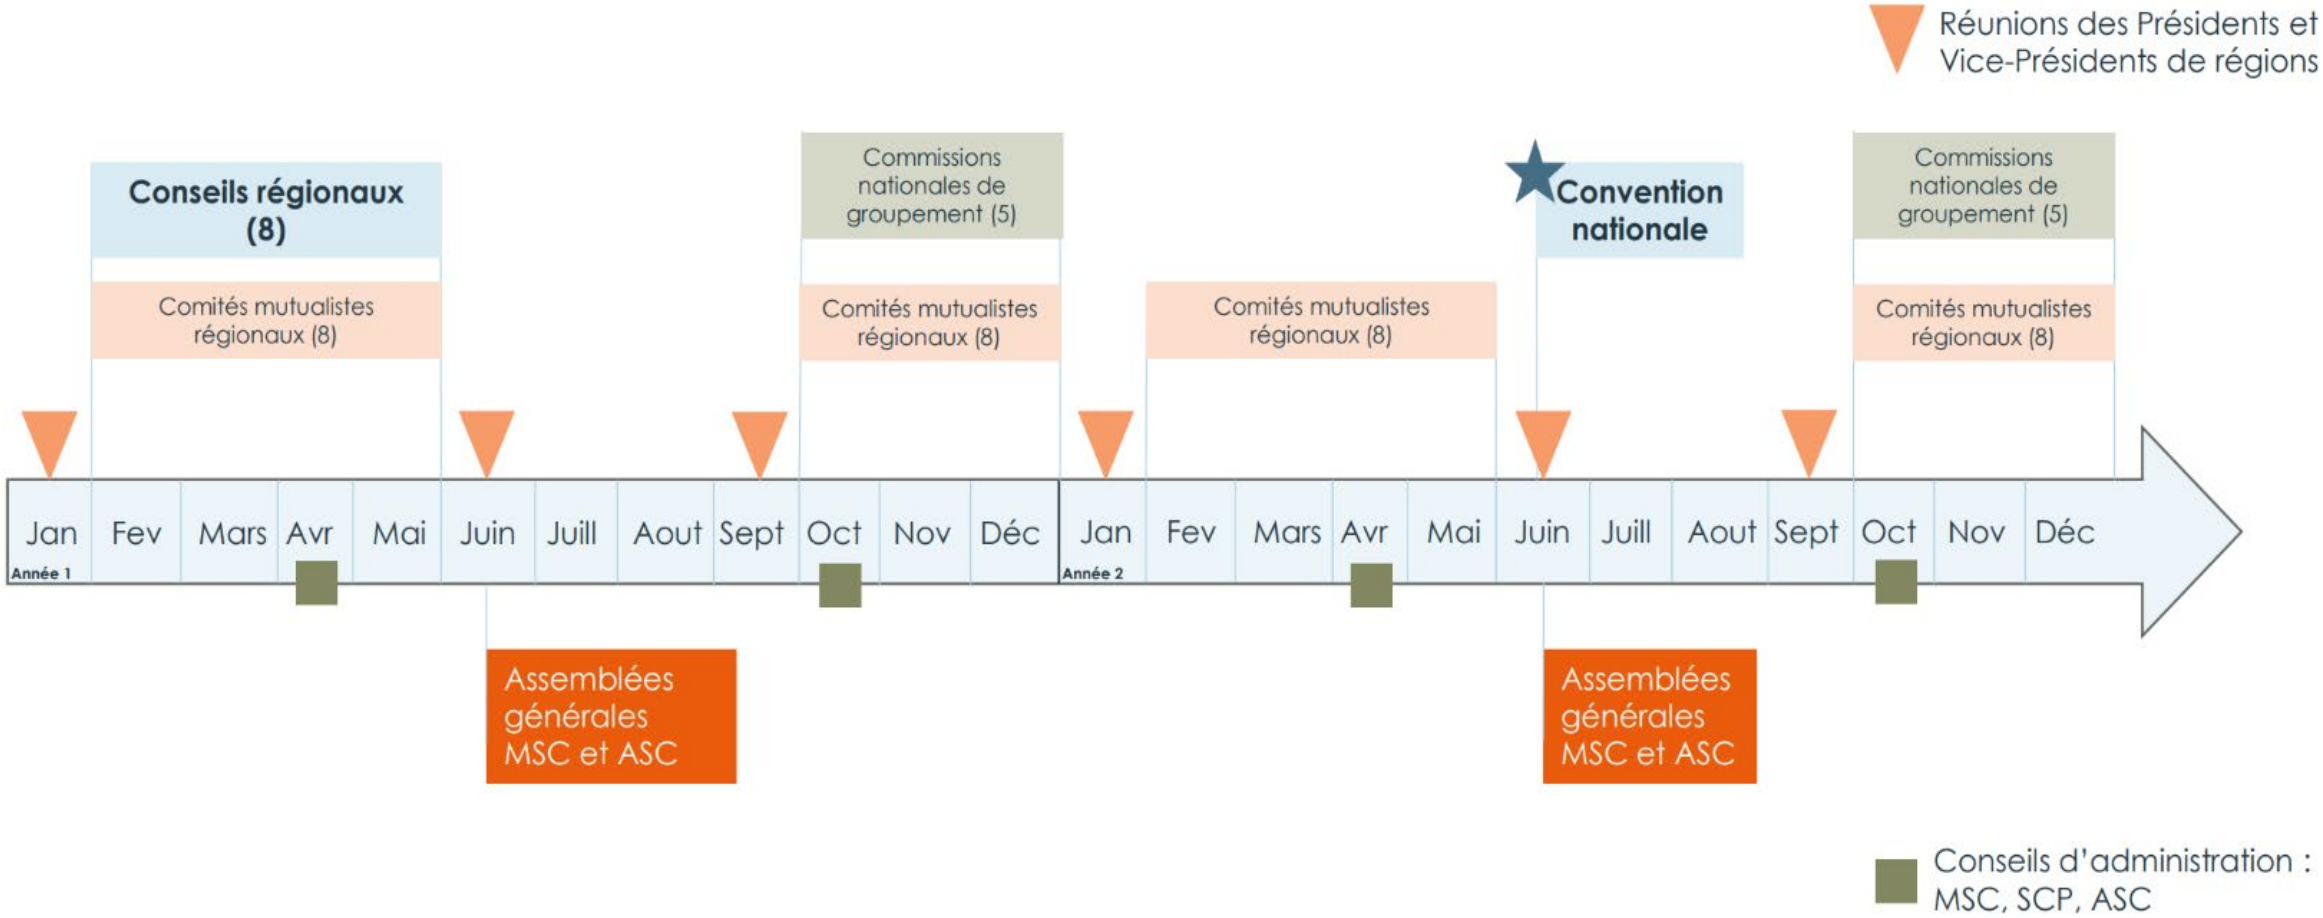 Réunions des Présidents et
Vice-Présidents de régions
Conseils régionaux
(8)
Commissions
nationales de
groupement (5)
Convention
nationale
Commissions
nationales de
groupement (5)
Comités mutualistes
régionaux (8)
Comités mutualistes
régionaux (8)
Comités mutualistes
régionaux (8)
Comités mutualistes
régionaux (8)
Jan Fev Mars Avr Mai Juin Juill Aout Sept Oct Nov Déc Jan Fev Mars Avr Mai Juin Juill Aout Sept Oct Nov Déc
Année 1 Année 2
Assemblées
générales
MSC et ASC
Assemblées
générales
MSC et ASC
Conseils d'administration :
MSC, SCP, ASC